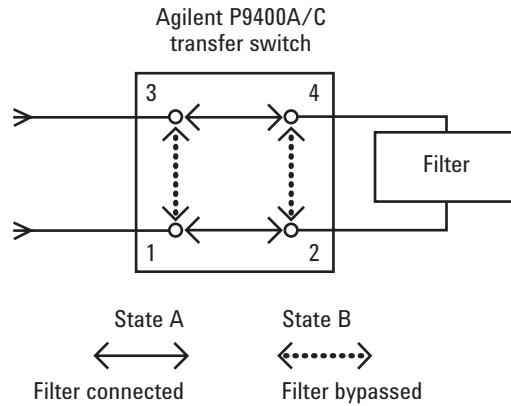 Agilent P9400A/C
transfer switch
3
4
Filter
1
2
State A
State B
Filter connected
Filter bypassed